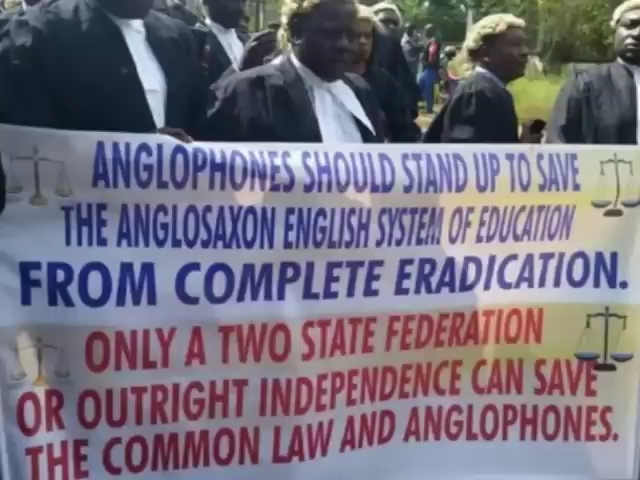 ANGLOPHONES SHOULD STAND UP TO SAVE
THE ANGLOSAXON ENGLISH SYSTEM OF EDUCATION
FROM COMPLETE ERADICATION.
ONLY A TWO STATE FEDERATION
OR OUTRIGHT INDEPENDENCE CAN SAVE
THE COMMON LAW AND ANGLOPHONES.